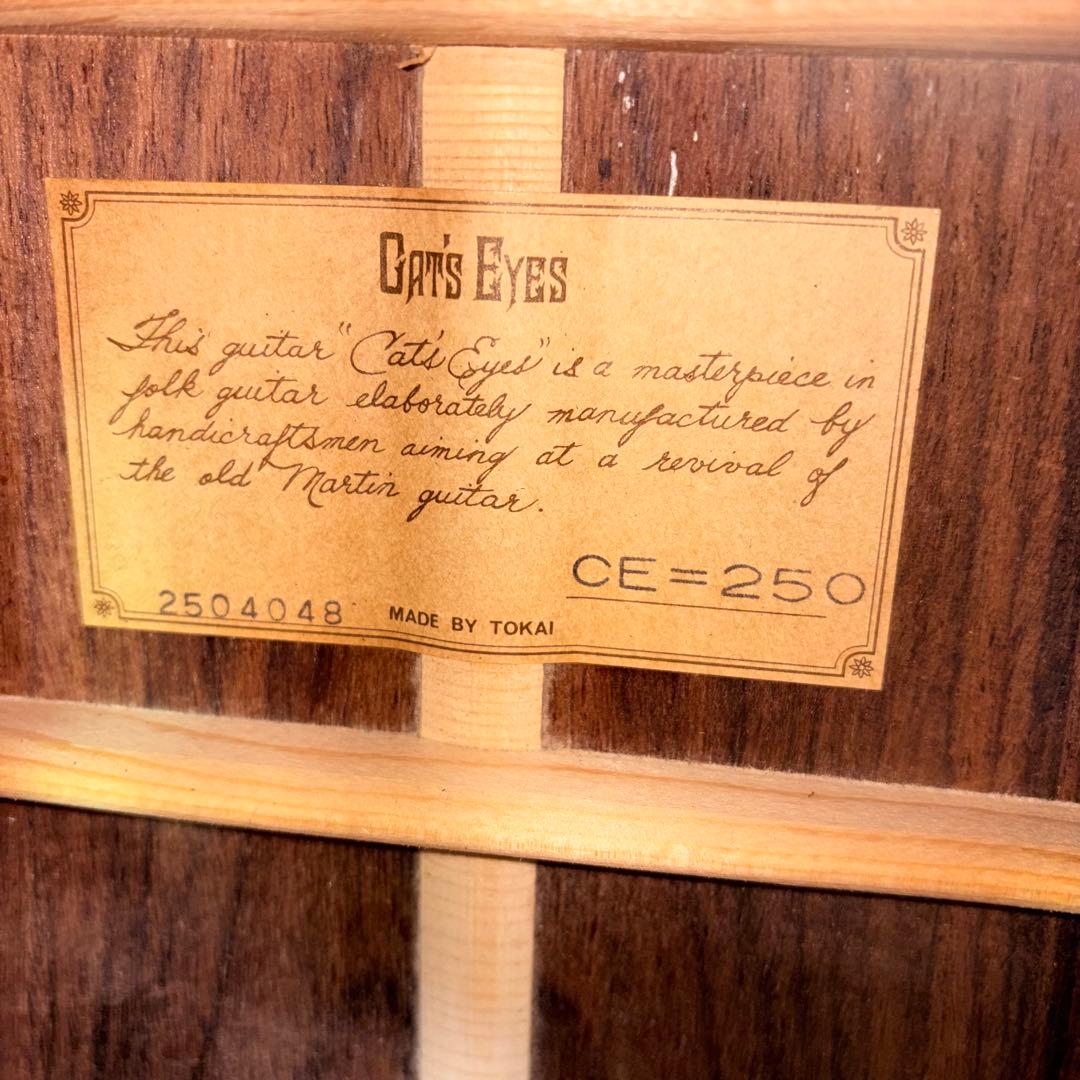 CAT'S EYES
This guitar "Cat's Eyes" is a masterpiece in
folk guitar elaborately manufactured by
handicraftsmen aiming at a revival of
the old Martin guitar.
CE=250
2504048 MADE BY TOKAI